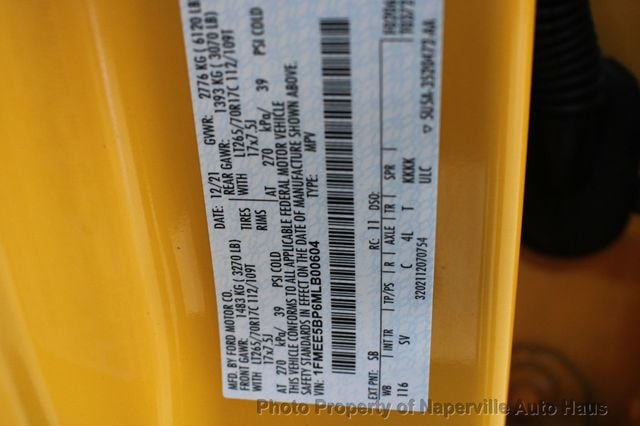 MFD. BY FORD MOTOR CO.
12/21 GVWR: 2776 KG ( 6120 LB)
FRONT GAWR: 1483 KG (3270 LB) REAR GAWR: 1393 KG ( 3070 LB)
WITH LT265/70R17C 112/109T TIRES WITH LT265/70R17C 112/109T
17x7.5J RIMS 17x7.5J
AT 270 kPa/ 39 PSI COLD AT 270 kPa/ 39 PSI COLD
THIS VEHICLE CONFORMS TO ALL APPLICABLE FEDERAL MOTOR VEHICLE
SAFETY STANDARDS IN EFFECT ON THE DATE OF MANUFACTURE SHOWN ABOVE.
VIN: 1FMEE5BP6MLB00604 TYPE: MPV
EXT PNT: SB RC: 11 DSO:
WB INT TR TP/PS R AXLE TR SPR
116 SV C 4L T KKKK
ULC
3202112070754
SU5A-3520472-AA
Photo Property of Naperville Auto Haus